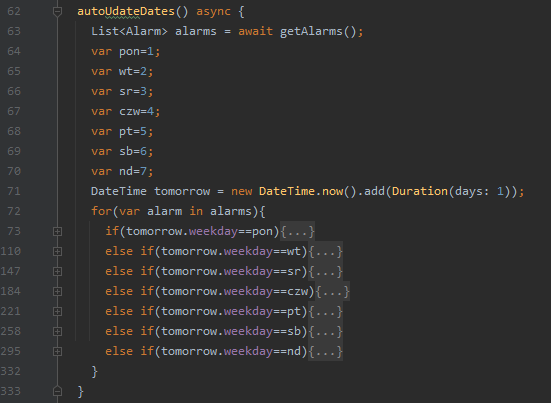 62 autoUdateDates() async {
63 List<Alarm> alarms = await getAlarms();
64 var pon=1;
65 var wt=2;
66 var sr=3;
67 var czw=4;
68 var pt=5;
69 var sb=6;
70 var nd=7;
71 DateTime tomorrow = new DateTime.now().add(Duration(days: 1));
72 for(var alarm in alarms){
73 if(tomorrow.weekday==pon){...}
110 else if(tomorrow.weekday==wt){...}
147 else if(tomorrow.weekday==sr){...}
184 else if(tomorrow.weekday==czw){...}
221 else if(tomorrow.weekday==pt){...}
258 else if(tomorrow.weekday==sb){...}
295 else if(tomorrow.weekday==nd){...}
332 }
333 }